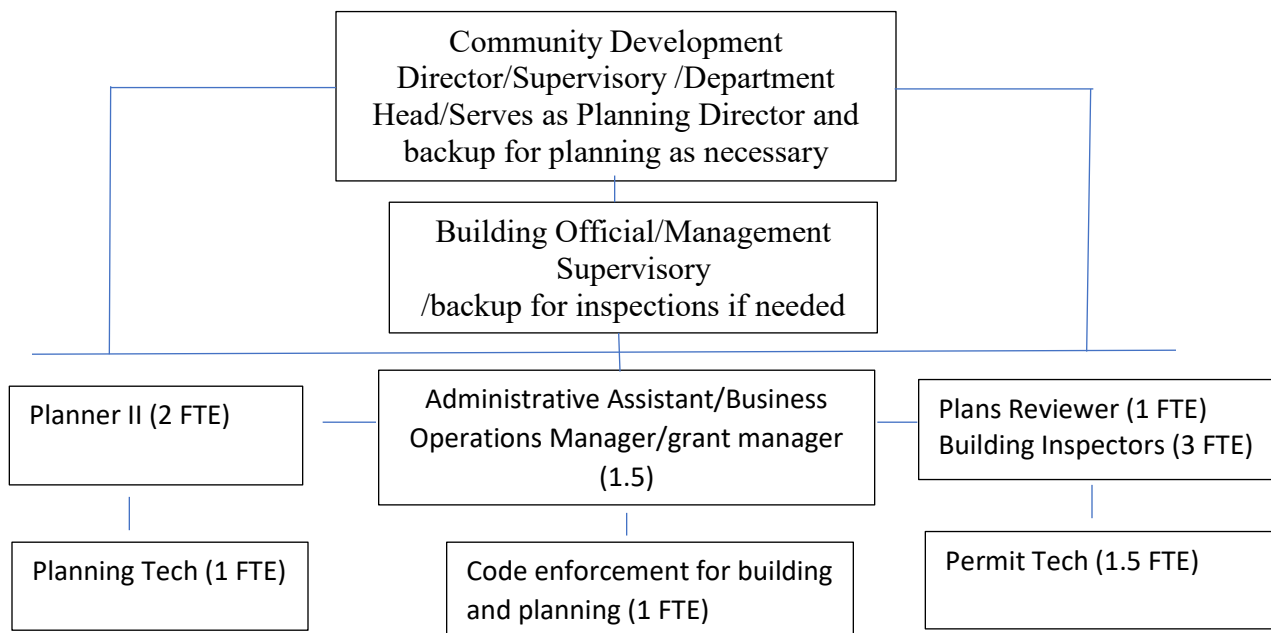 Community Development
Director/Supervisory /Department
Head/Serves as Planning Director and
backup for planning as necessary
Building Official/Management
Supervisory
/backup for inspections if needed
Planner II (2 FTE)
Administrative Assistant/Business
Operations Manager/grant manager
(1.5)
Plans Reviewer (1 FTE)
Building Inspectors (3 FTE)
Planning Tech (1 FTE)
Code enforcement for building
and planning (1 FTE)
Permit Tech (1.5 FTE)